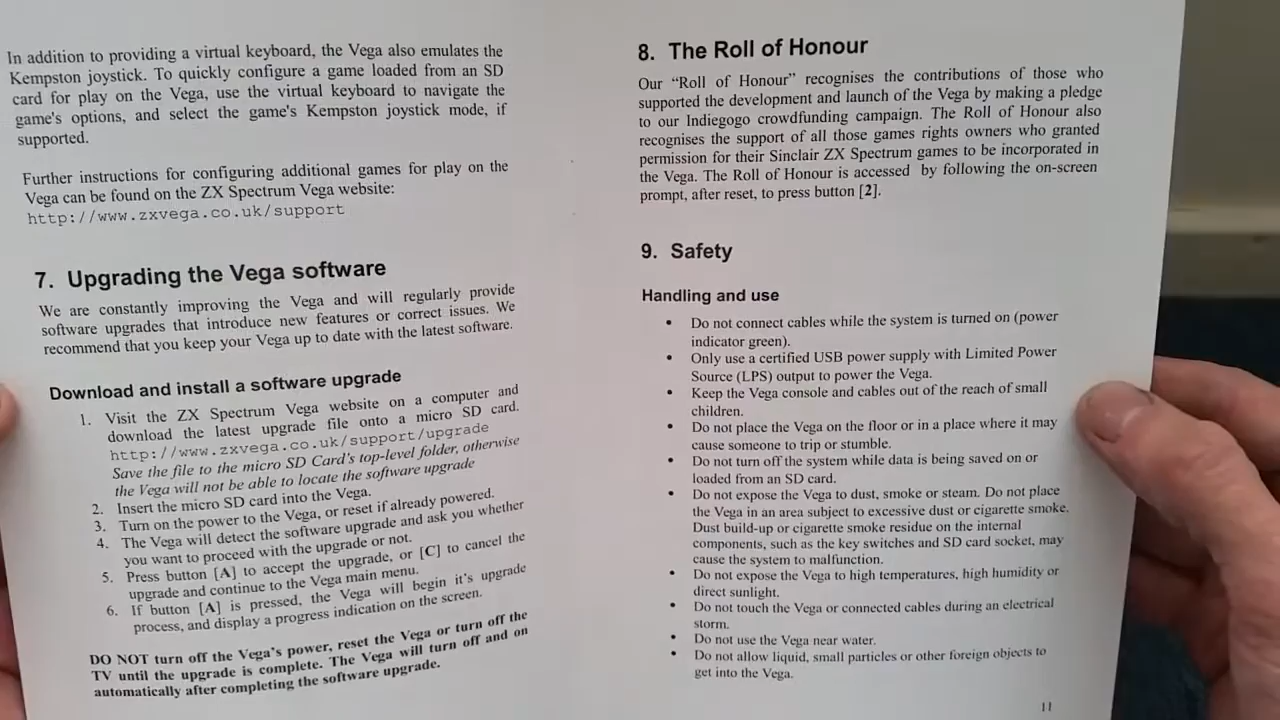 In addition to providing a virtual keyboard, the Vega also emulates the
Kempston joystick. To quickly configure a game loaded from an SD
card for play on the Vega, use the virtual keyboard to navigate the
game's options, and select the game's Kempston joystick mode, if
supported.
Further instructions for configuring additional games for play on the
Vega can be found on the ZX Spectrum Vega website:
http://www.zxvega.co.uk/support
7. Upgrading the Vega software
We are constantly improving the Vega and will regularly provide
software upgrades that introduce new features or correct issues. We
recommend that you keep your Vega up to date with the latest software.
Download and install a software upgrade
1. Visit the ZX Spectrum Vega website on a computer and
download the latest upgrade file onto a micro SD card.
http://www.zxvega.co.uk/support/upgrade
Save the file to the micro SD Card's top-level folder, otherwise
the Vega will not be able to locate the software upgrade
2. Insert the micro SD card into the Vega.
3. Turn on the power to the Vega, or reset if already powered.
4. The Vega will detect the software upgrade and ask you whether
you want to proceed with the upgrade or not.
5. Press button [A] to accept the upgrade, or [C] to cancel the
upgrade and continue to the Vega main menu.
6. If button [A] is pressed, the Vega will begin it's upgrade
process, and display a progress indication on the screen.
DO NOT turn off the Vega's power, reset the Vega or turn off the
TV until the upgrade is complete. The Vega will turn off and on
automatically after completing the software upgrade.
8. The Roll of Honour
Our “Roll of Honour” recognises the contributions of those who
supported the development and launch of the Vega by making a pledge
to our Indiegogo crowdfunding campaign. The Roll of Honour also
recognises the support of all those games rights owners who granted
permission for their Sinclair ZX Spectrum games to be incorporated in
the Vega. The Roll of Honour is accessed by following the on-screen
prompt, after reset, to press button [2].
9. Safety
Handling and use
• Do not connect cables while the system is turned on (power
indicator green).
• Only use a certified USB power supply with Limited Power
Source (LPS) output to power the Vega.
• Keep the Vega console and cables out of the reach of small
children.
• Do not place the Vega on the floor or in a place where it may
cause someone to trip or stumble.
• Do not turn off the system while data is being saved on or
loaded from an SD card.
• Do not expose the Vega to dust, smoke or steam. Do not place
the Vega in an area subject to excessive dust or cigarette smoke.
Dust build-up or cigarette smoke residue on the internal
components, such as the key switches and SD card socket, may
cause the system to malfunction.
• Do not expose the Vega to high temperatures, high humidity or
direct sunlight.
• Do not touch the Vega or connected cables during an electrical
storm.
• Do not use the Vega near water.
• Do not allow liquid, small particles or other foreign objects to
get into the Vega.
11